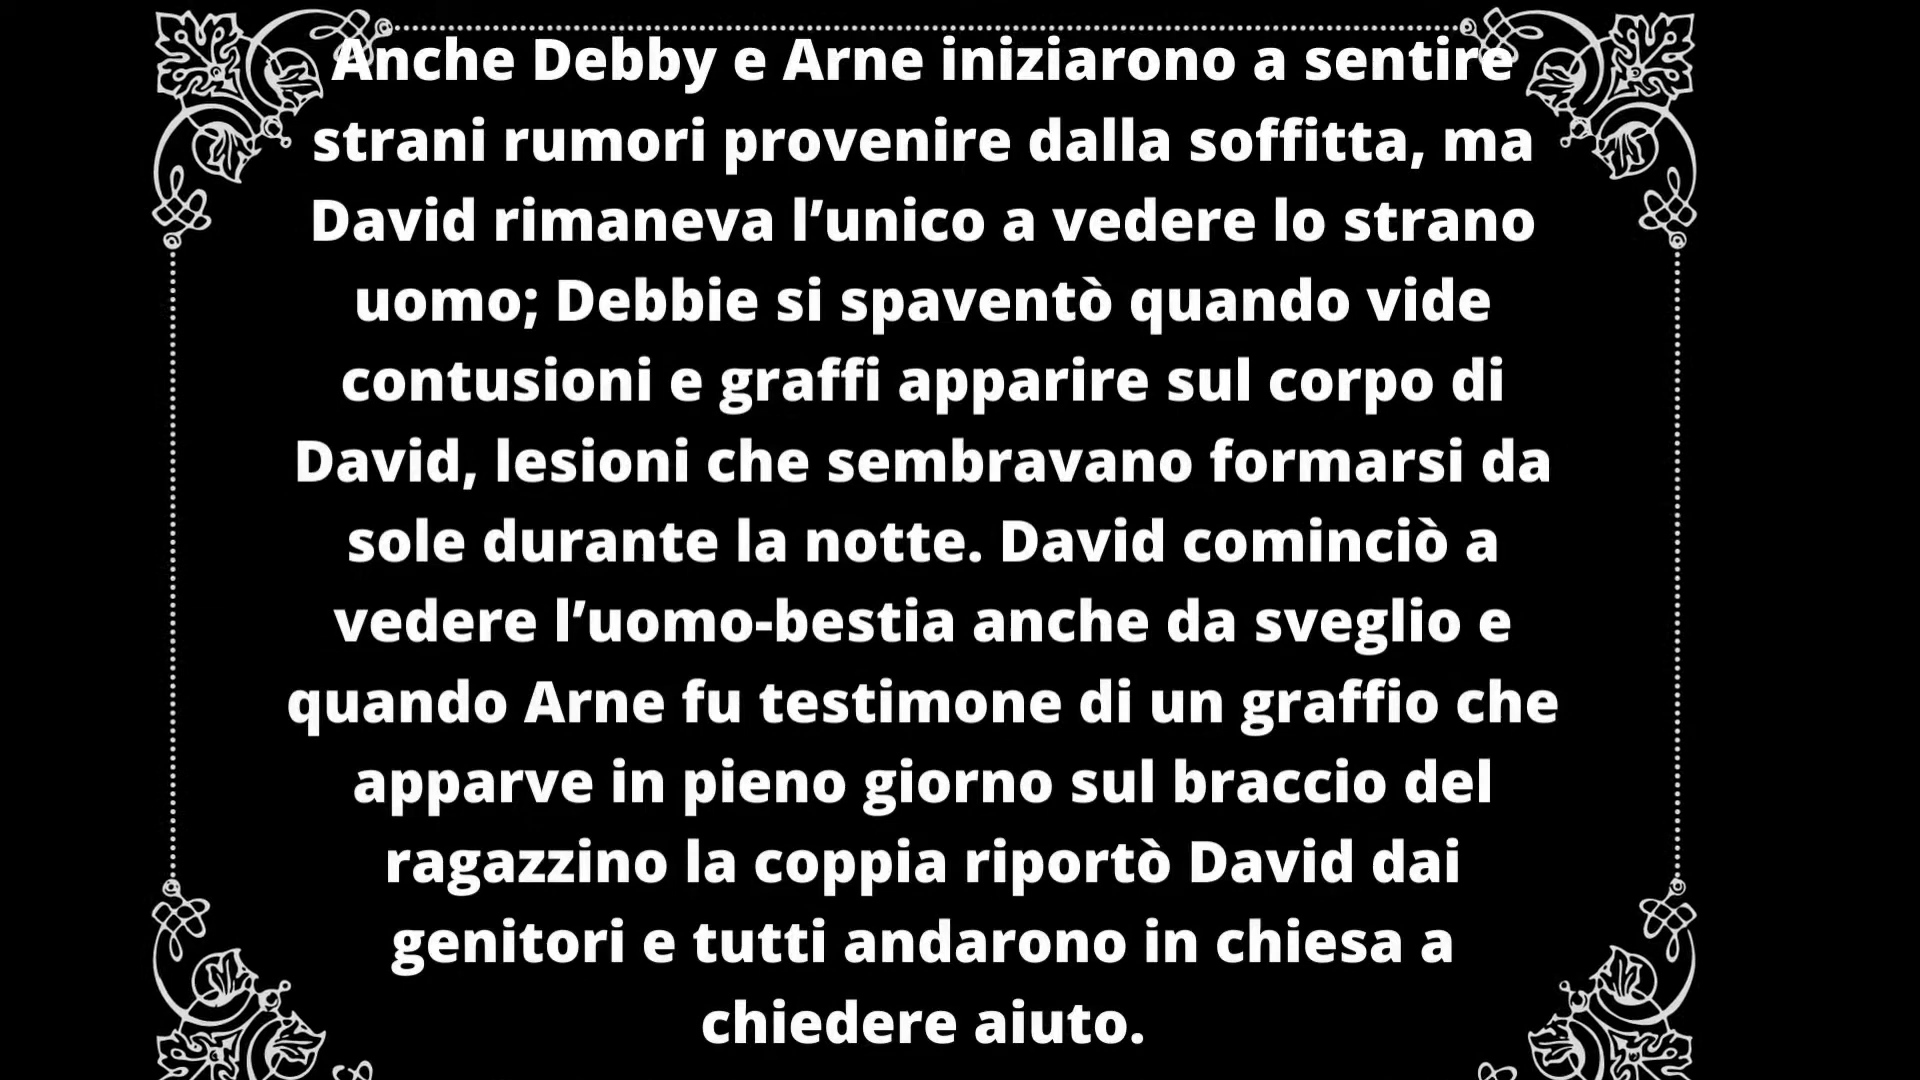 Anche Debby e Arne iniziarono a sentire
strani rumori provenire dalla soffitta, ma
David rimaneva l’unico a vedere lo strano
uomo; Debbie si spaventò quando vide
contusioni e graffi apparire sul corpo di
David, lesioni che sembravano formarsi da
sole durante la notte. David cominciò a
vedere l’uomo-bestia anche da sveglio e
quando Arne fu testimone di un graffio che
apparve in pieno giorno sul braccio del
ragazzino la coppia riportò David dai
genitori e tutti andarono in chiesa a
chiedere aiuto.